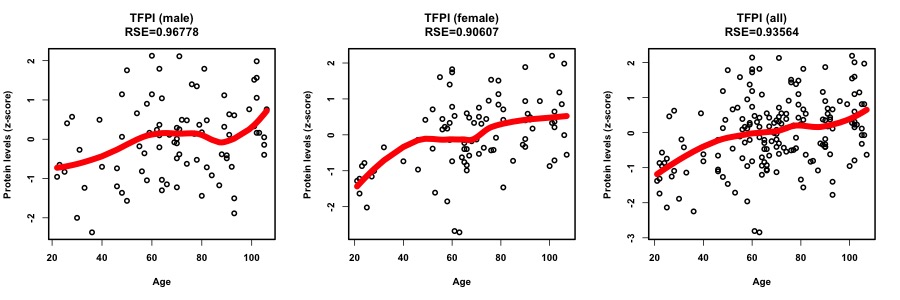 TFPI (male)
RSE=0.96778
Protein levels (z-score)
2
1
0
-1
-2
20 40 60 80 100
Age
TFPI (female)
RSE=0.90607
Protein levels (z-score)
2
1
0
-1
-2
20 40 60 80 100
Age
TFPI (all)
RSE=0.93564
Protein levels (z-score)
2
1
0
-1
-2
-3
20 40 60 80 100
Age